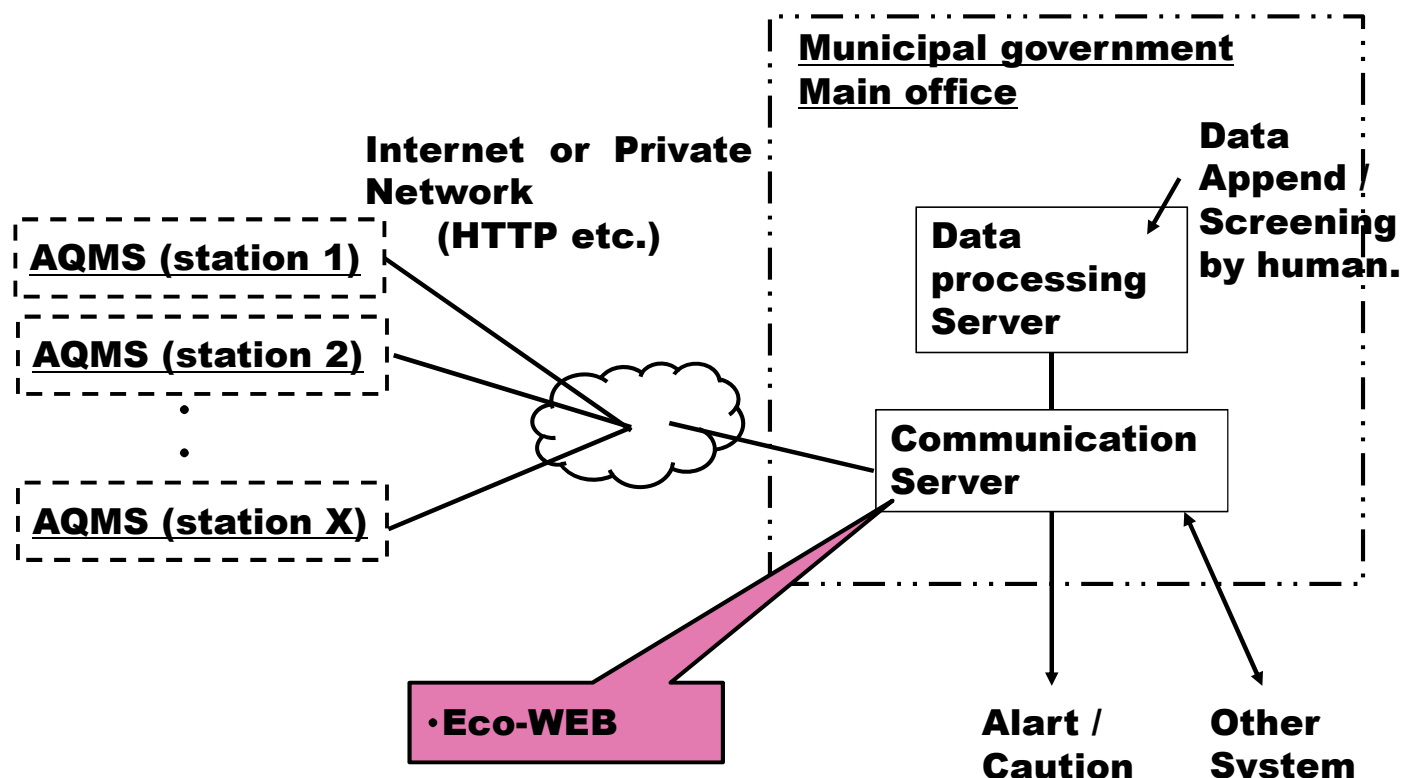 Municipal government
Main office
Internet or Private
Network
(HTTP etc.)
Data
Append /
Screening
by human.
AQMS (station 1)
AQMS (station 2)
・
・
AQMS (station X)
Data
processing
Server
Communication
Server
・Eco-WEB
Alart /
Caution
Other
System